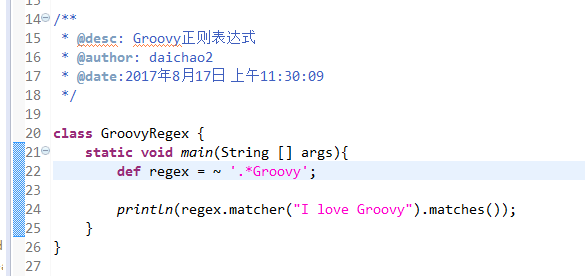 14 /**
15  * @desc: Groovy正则表达式
16  * @author: daichao2
17  * @date:2017年8月17日 上午11:30:09
18  */
19
20 class GroovyRegex {
21     static void main(String [] args){
22         def regex = ~ '.*Groovy';
23
24         println(regex.matcher("I love Groovy").matches());
25     }
26 }
27